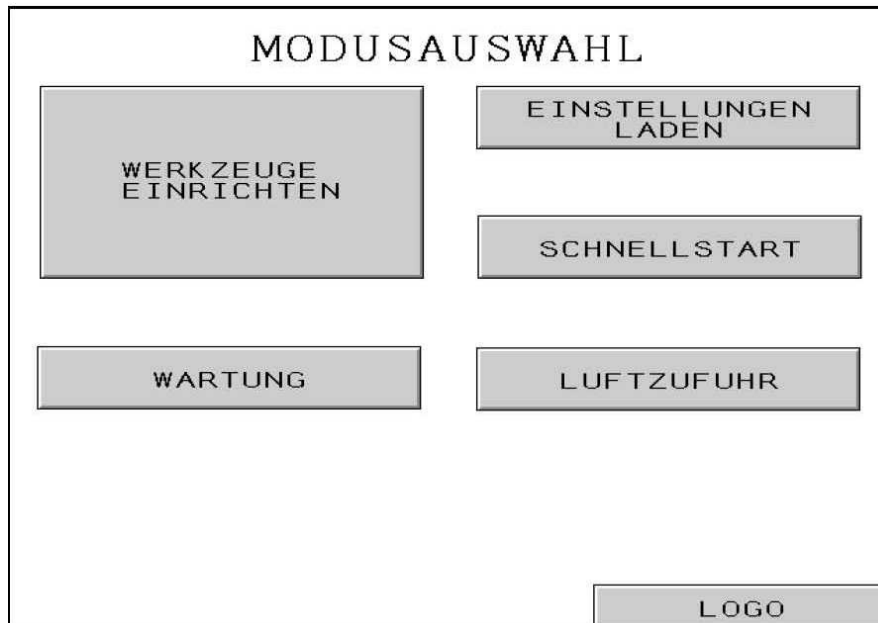 MODUSAUSWAHL
WERKZEUGE
EINRICHTEN
EINSTELLUNGEN
LADEN
SCHNELLSTART
WARTUNG
LUFTZUFUHR
LOGO